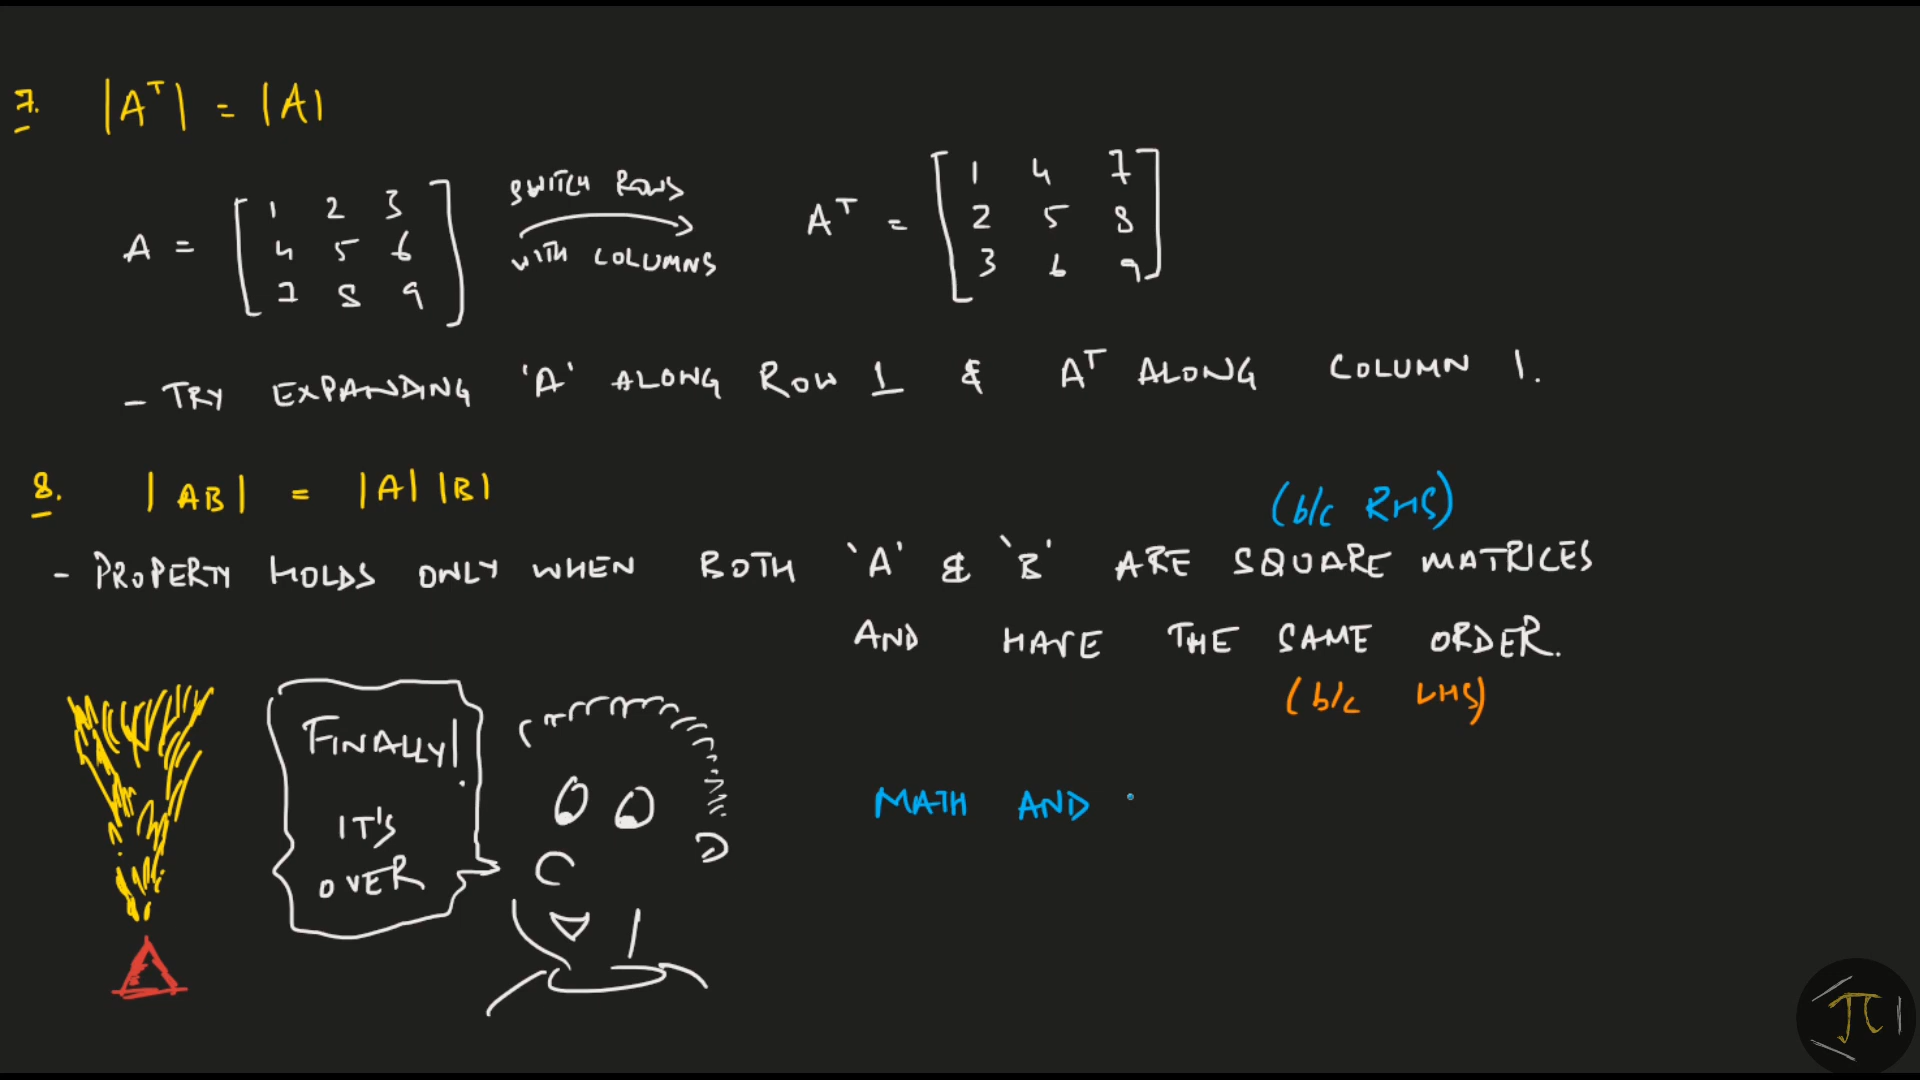 7. |Aᵀ| = |A|
A = [1 2 3
4 5 6
7 8 9]
SWITCH ROWS
WITH COLUMNS
Aᵀ = [1 4 7
2 5 8
3 6 9]
- TRY EXPANDING 'A' ALONG ROW 1 & Aᵀ ALONG COLUMN 1.
8. |AB| = |A||B|
(b/c RHS)
- PROPERTY HOLDS ONLY WHEN BOTH 'A' & 'B' ARE SQUARE MATRICES
AND HAVE THE SAME ORDER.
(b/c LHS)
FINALLY!
IT'S
OVER
MATH AND
π